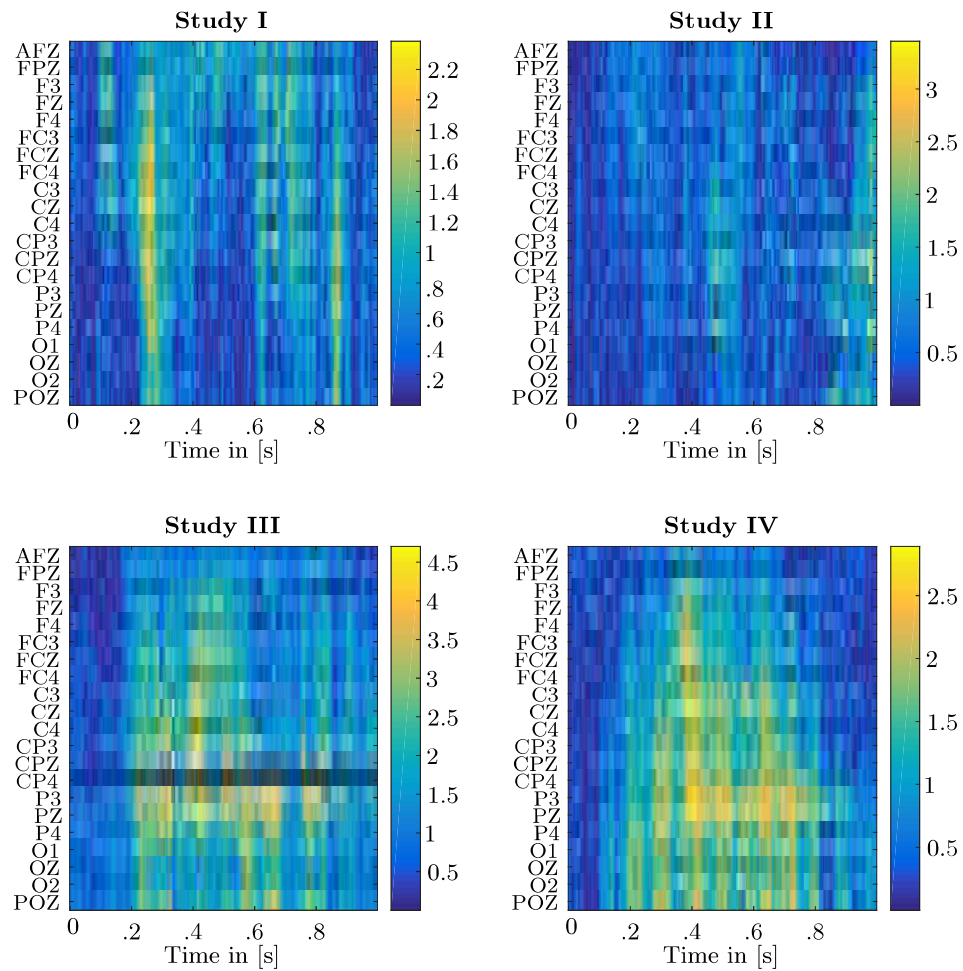 Study I
AFZ
FPZ
F3
FZ
F4
FC3
FCZ
FC4
C3
CZ
C4
CP3
CPZ
CP4
P3
PZ
P4
O1
OZ
O2
POZ
0 .2 .4 .6 .8
Time in [s]
2.2
2
1.8
1.6
1.4
1.2
1
.8
.6
.4
.2
Study II
AFZ
FPZ
F3
FZ
F4
FC3
FCZ
FC4
C3
CZ
C4
CP3
CPZ
CP4
P3
PZ
P4
O1
OZ
O2
POZ
0 .2 .4 .6 .8
Time in [s]
3
2.5
2
1.5
1
0.5
Study III
AFZ
FPZ
F3
FZ
F4
FC3
FCZ
FC4
C3
CZ
C4
CP3
CPZ
CP4
P3
PZ
P4
O1
OZ
O2
POZ
0 .2 .4 .6 .8
Time in [s]
4.5
4
3.5
3
2.5
2
1.5
1
0.5
Study IV
AFZ
FPZ
F3
FZ
F4
FC3
FCZ
FC4
C3
CZ
C4
CP3
CPZ
CP4
P3
PZ
P4
O1
OZ
O2
POZ
0 .2 .4 .6 .8
Time in [s]
2.5
2
1.5
1
0.5